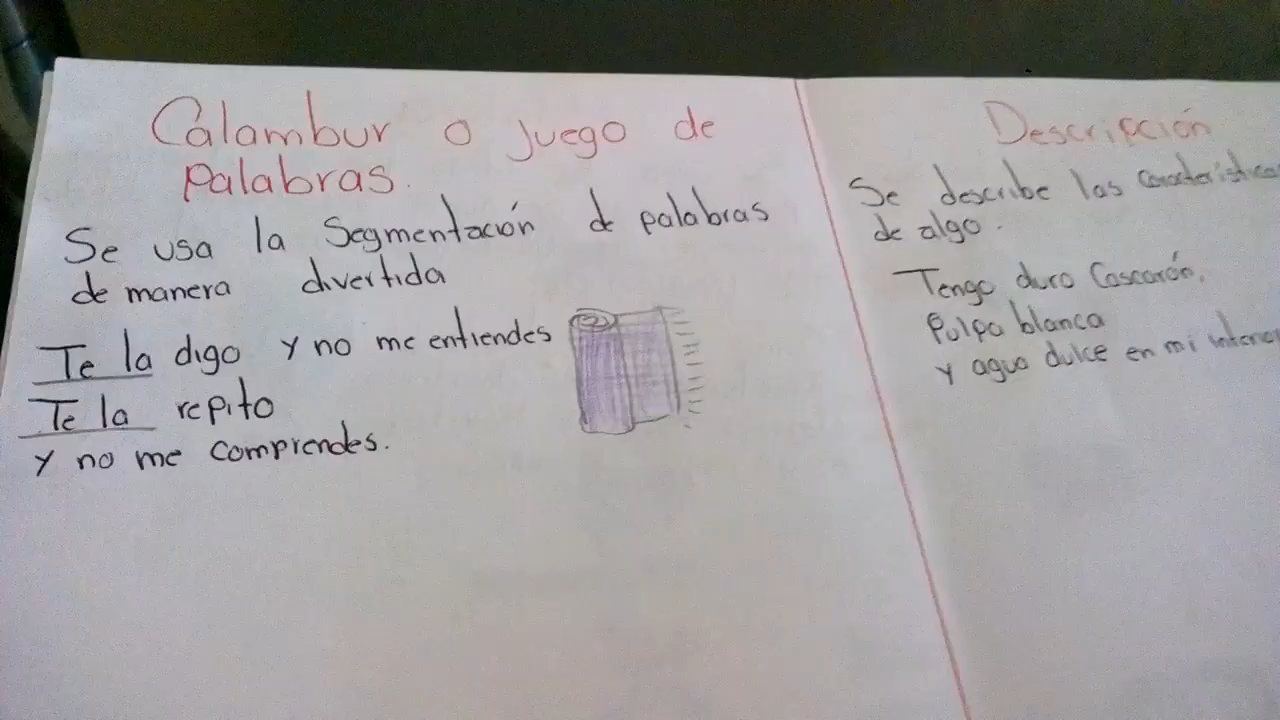 Calambur o juego de
palabras.
Se usa la Segmentación de palabras
de manera divertida
Te la digo y no me entiendes
Te la repito
y no me comprendes.
Descripción
Se describe las
de algo.
Tengo duro Cascarón,
Pulpa blanca
y agua dulce en mi